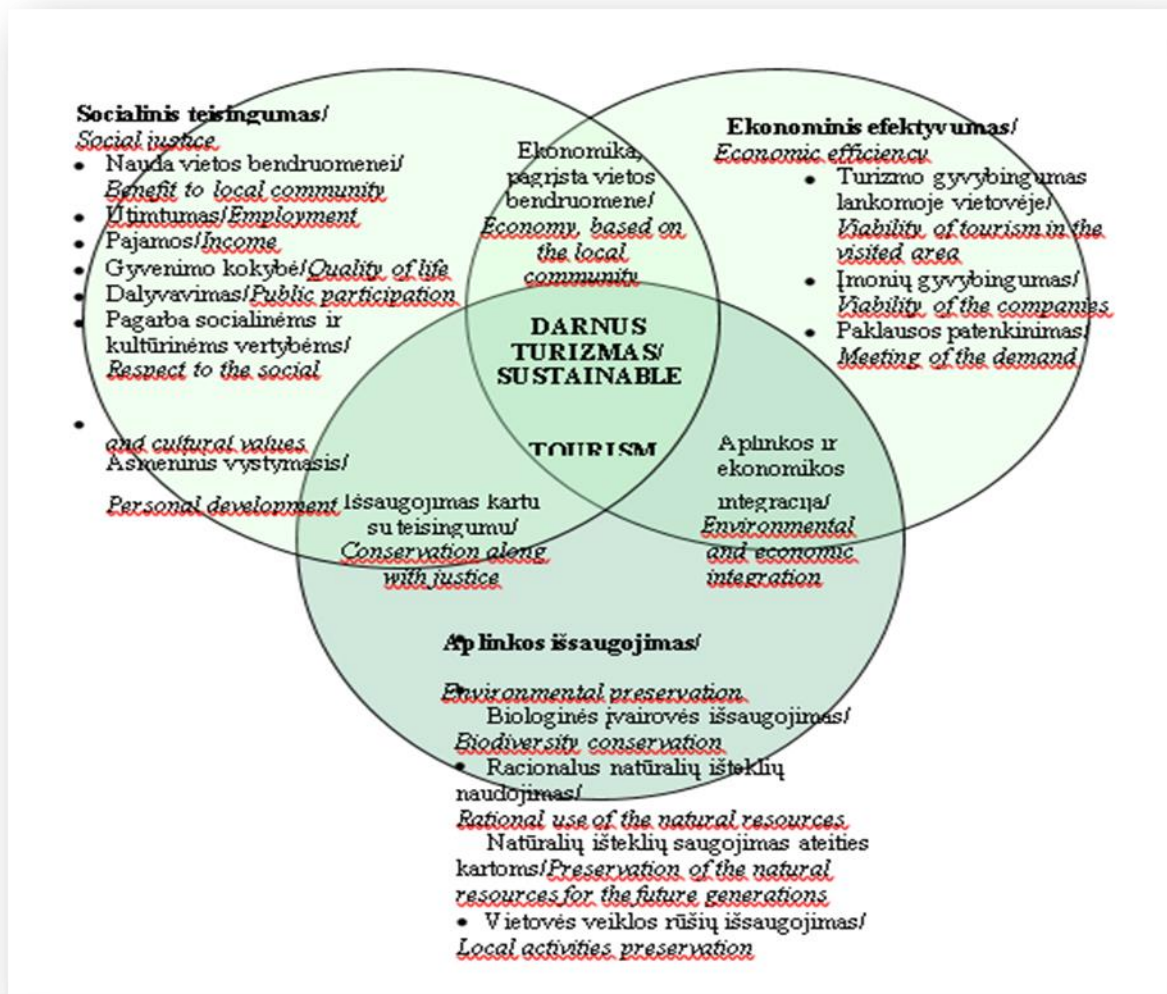 Socialinis teisingumas/
Social justice
• Nauda vietos bendruomenei/
Benefit to local community
• Užimtumas/Employment
• Pajamos/Income
• Gyvenimo kokybė/Quality of life
• Dalyvavimas/Public participation
• Pagarba socialinėms ir
kultūrinėms vertybėms/
Respect to the social
•
and cultural values
Asmeninis vystymasis/
Personal development
Ekonomika,
pagrįsta vietos
bendruomene/
Economy, based on
the local
community
Ekonominis efektyvumas/
Economic efficiency
• Turizmo gyvybingumas
lankomoje vietovėje/
Viability of tourism in the
visited area
• Įmonių gyvybingumas/
Viability of the companies
• Paklausos patenkinimas/
Meeting of the demand
DARNUS
TURIZMAS/
SUSTAINABLE
TOURISM
Išsaugojimas kartu
su teisingumu/
Conservation along
with justice
Aplinkos ir
ekonomikos
integracija/
Environmental
and economic
integration
Aplinkos išsaugojimas/
Environmental preservation
Biologinės įvairovės išsaugojimas/
Biodiversity conservation
• Racionalus natūralių išteklių
naudojimas/
Rational use of the natural resources
Natūralių išteklių saugojimas ateities
kartoms/Preservation of the natural
resources for the future generations
• Vietovės veiklos rūšių išsaugojimas/
Local activities preservation